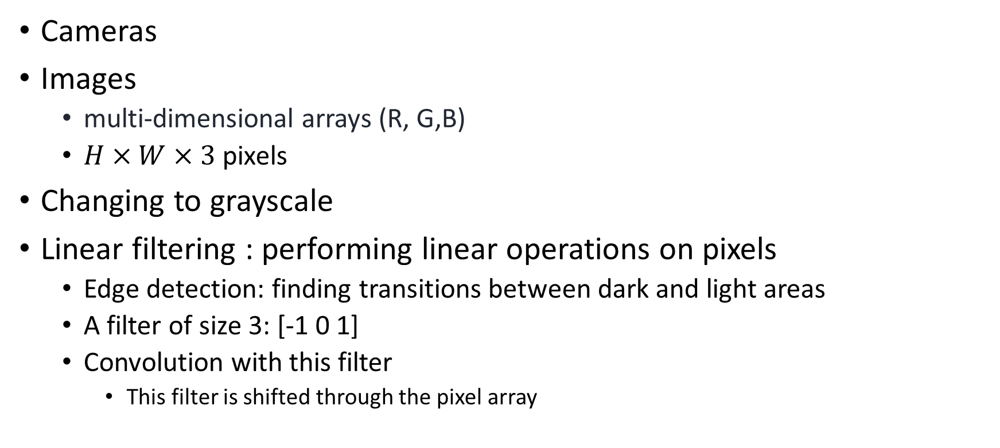 • Cameras
• Images
• multi-dimensional arrays (R, G,B)
• H × W × 3 pixels
• Changing to grayscale
• Linear filtering : performing linear operations on pixels
• Edge detection: finding transitions between dark and light areas
• A filter of size 3: [-1 0 1]
• Convolution with this filter
• This filter is shifted through the pixel array